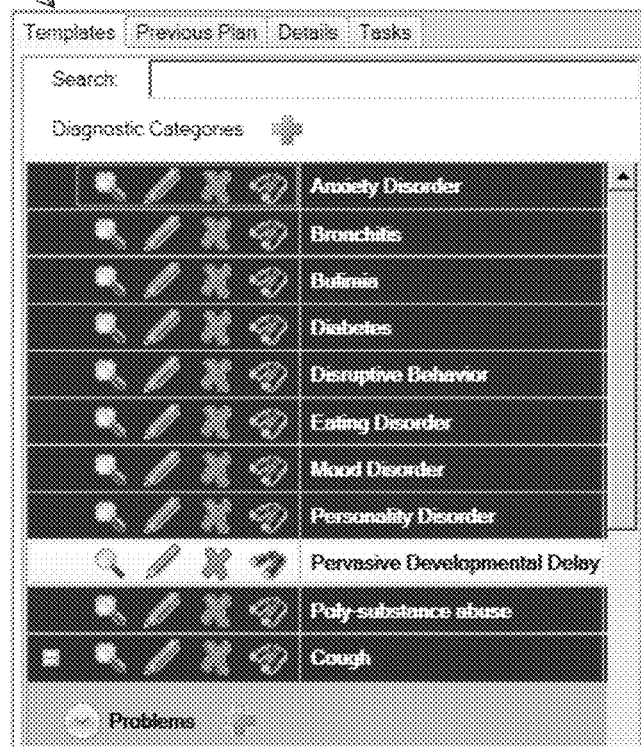 Templates Previous Plan Details Tasks
Search:
Diagnostic Categories
Anxiety Disorder
Bronchitis
Bulimia
Diabetes
Disruptive Behavior
Eating Disorder
Mood Disorder
Personality Disorder
Pervasive Developmental Delay
Poly-substance abuse
Cough
Problems